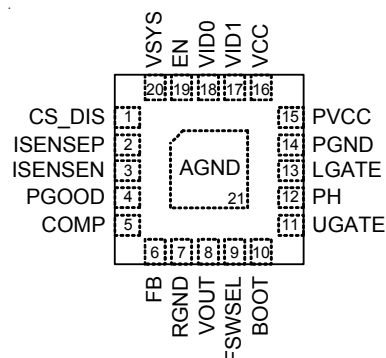 VSYS
EN
VID0
VID1
VCC
20 19 18 17 16
CS_DIS 1
ISENSEP 2
ISENSEN 3
PGOOD 4
COMP 5
15 PVCC
14 PGND
13 LGATE
12 PH
11 UGATE
AGND
21
6 7 8 9 10
FB
RGND
VOUT
FSWSEL
BOOT